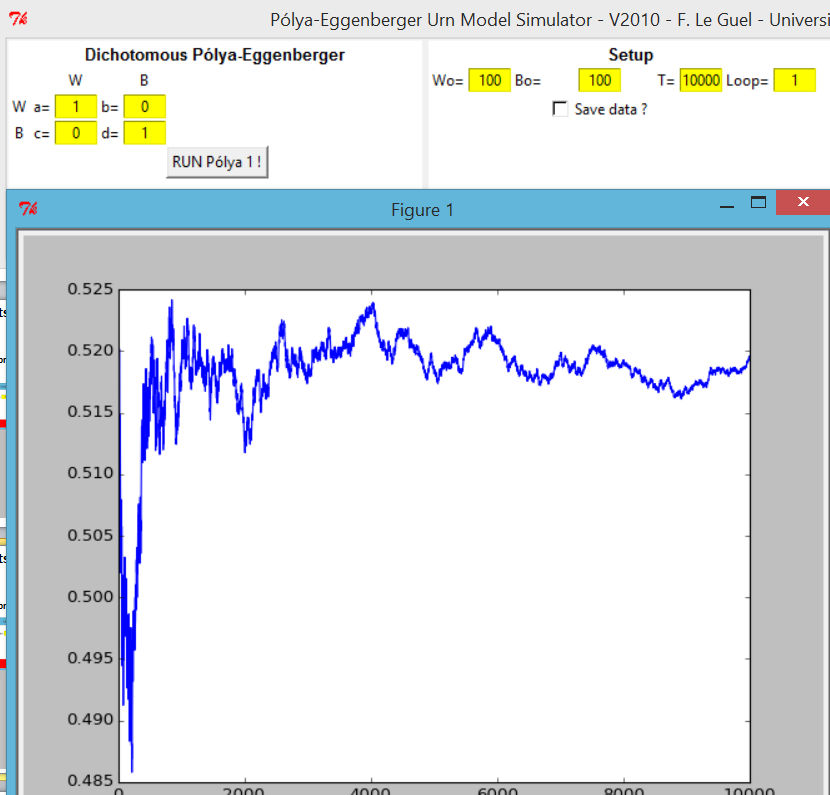 Pólya-Eggenberger Urn Model Simulator - V2010 - F. Le Guel - Universi
Dichotomous Pólya-Eggenberger
W B
W a= 1 b= 0
B c= 0 d= 1
RUN Pólya 1 !
Setup
Wo= 100 Bo= 100 T= 10000 Loop= 1
Save data ?
Figure 1
0.525
0.520
0.515
0.510
0.505
0.500
0.495
0.490
0.485
0 2000 4000 6000 8000 10000